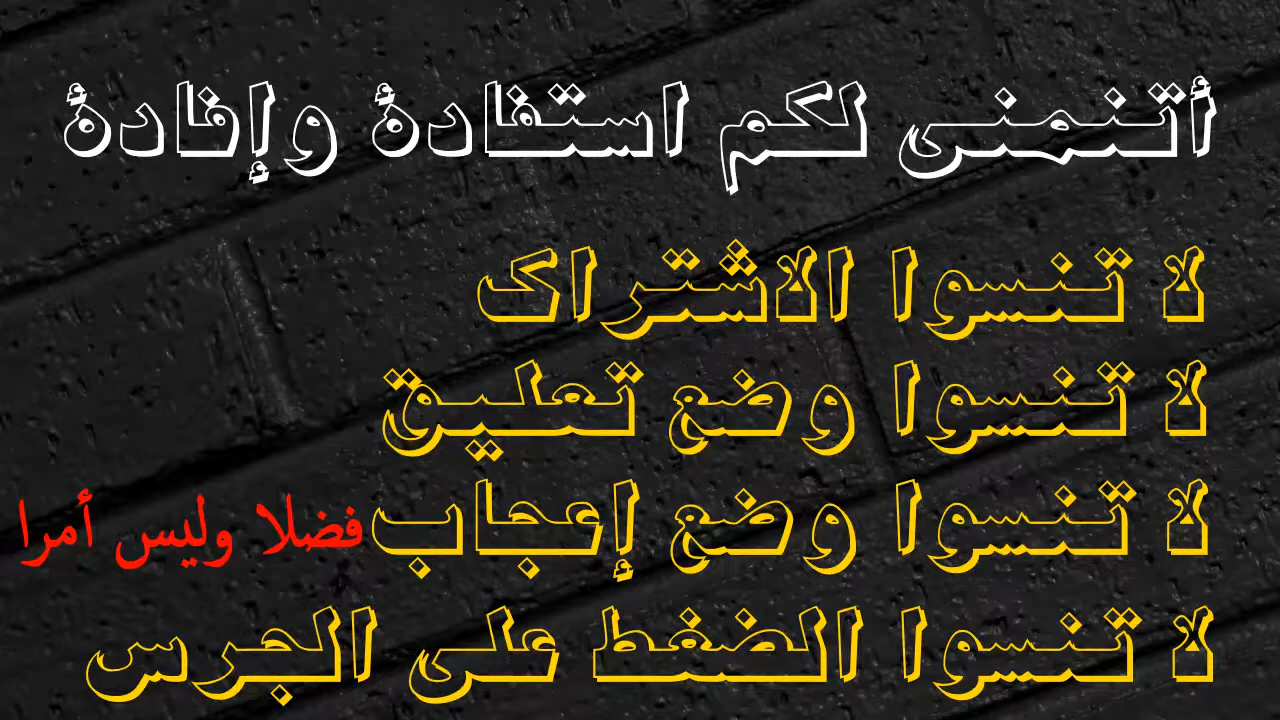 أتنمنى لكم استفادة وإفادة
لا تنسوا الاشتراك
لا تنسوا وضع تعليق
لا تنسوا وضع إعجاب فضلا وليس أمرا
لا تنسوا الضغط على الجرس